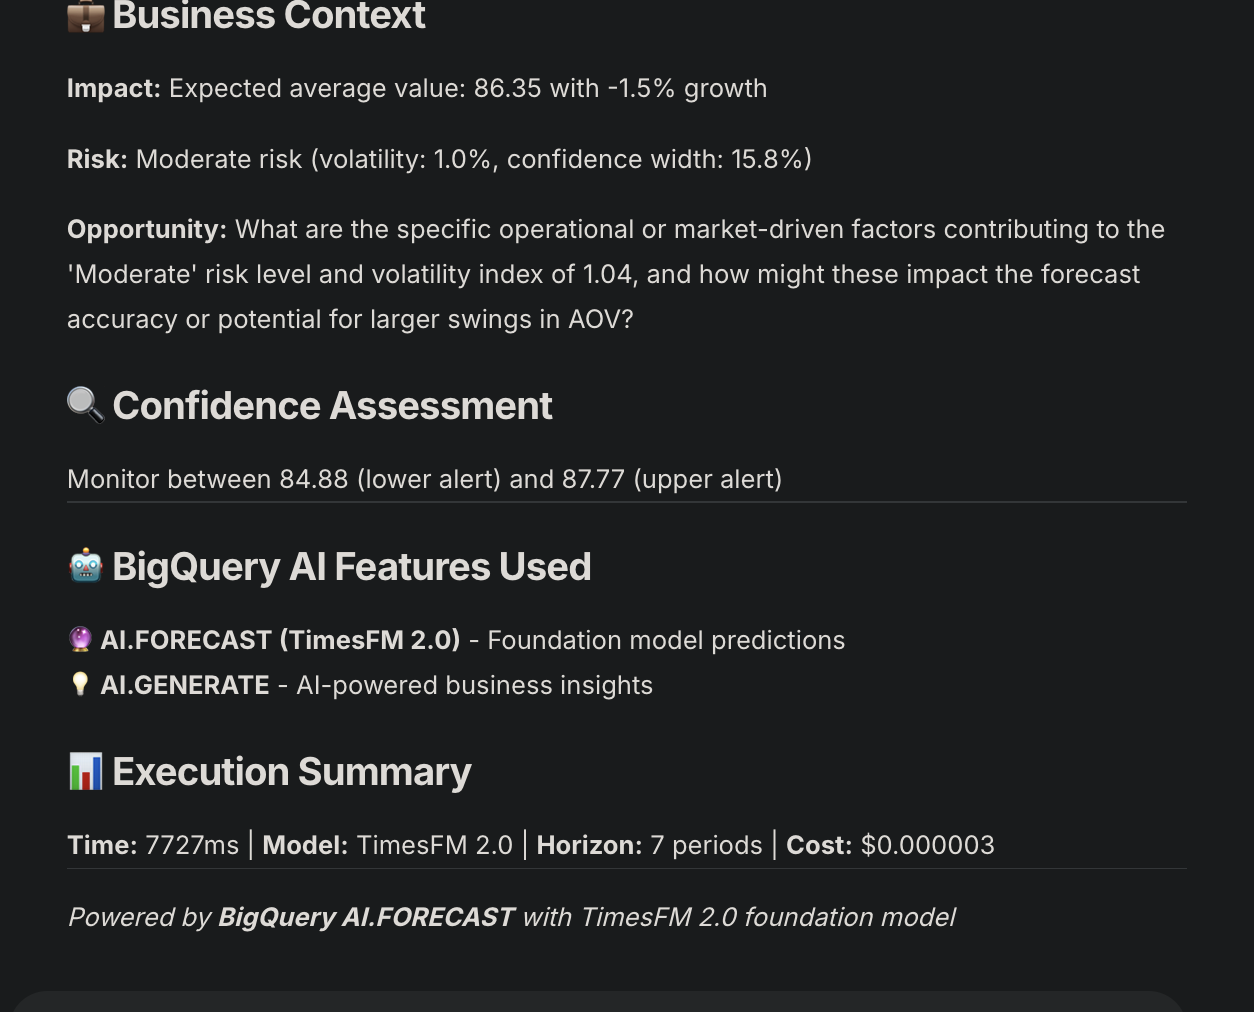 Business Context
Impact: Expected average value: 86.35 with -1.5% growth
Risk: Moderate risk (volatility: 1.0%, confidence width: 15.8%)
Opportunity: What are the specific operational or market-driven factors contributing to the
'Moderate' risk level and volatility index of 1.04, and how might these impact the forecast
accuracy or potential for larger swings in AOV?
Confidence Assessment
Monitor between 84.88 (lower alert) and 87.77 (upper alert)
BigQuery AI Features Used
AI.FORECAST (TimesFM 2.0) - Foundation model predictions
AI.GENERATE - AI-powered business insights
Execution Summary
Time: 7727ms | Model: TimesFM 2.0 | Horizon: 7 periods | Cost: $0.000003
Powered by BigQuery AI.FORECAST with TimesFM 2.0 foundation model